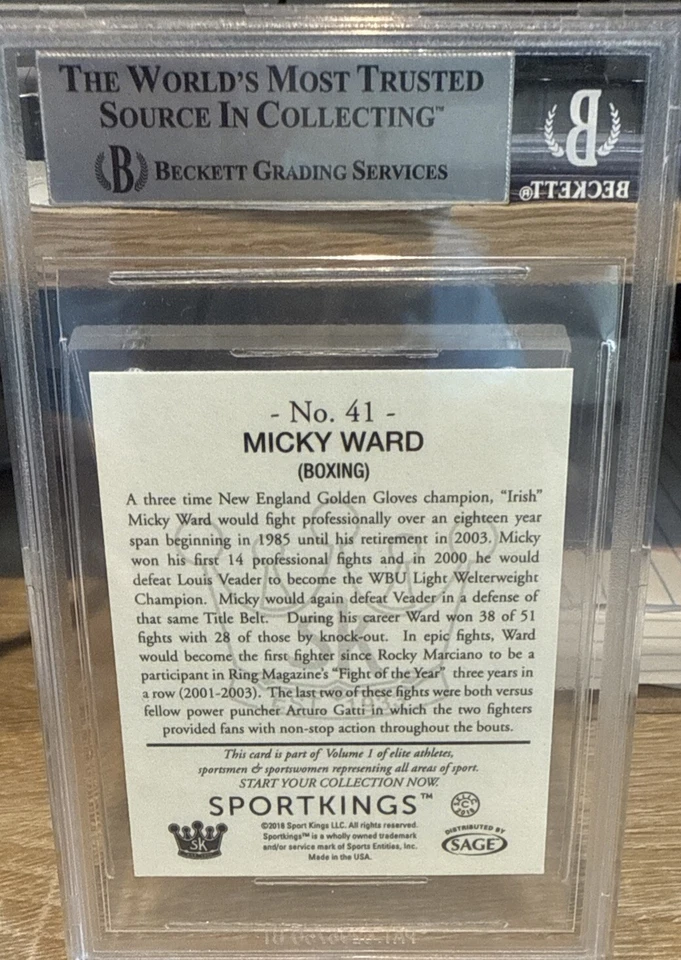 THE WORLD'S MOST TRUSTED
SOURCE IN COLLECTING™
B BECKETT GRADING SERVICES
B
BECKETT®
- No. 41 -
MICKY WARD
(BOXING)
A three time New England Golden Gloves champion, "Irish"
Micky Ward would fight professionally over an eighteen year
span beginning in 1985 until his retirement in 2003. Micky
won his first 14 professional fights and in 2000 he would
defeat Louis Veader to become the WBU Light Welterweight
Champion. Micky would again defeat Veader in a defense of
that same Title Belt. During his career Ward won 38 of 51
fights with 28 of those by knock-out. In epic fights, Ward
would become the first fighter since Rocky Marciano to be a
participant in Ring Magazine's "Fight of the Year" three years in
a row (2001-2003). The last two of these fights were both versus
fellow power puncher Arturo Gatti in which the two fighters
provided fans with non-stop action throughout the bouts.
This card is part of Volume 1 of elite athletes,
sportsmen & sportswomen representing all areas of sport.
START YOUR COLLECTION NOW.
SPORTKINGS™
SK
©2018 Sport Kings LLC. All rights reserved.
Sportkings™ is a wholly owned trademark
and/or service mark of Sports Entities, Inc.
Made in the USA.
DISTRIBUTED BY
SAGE